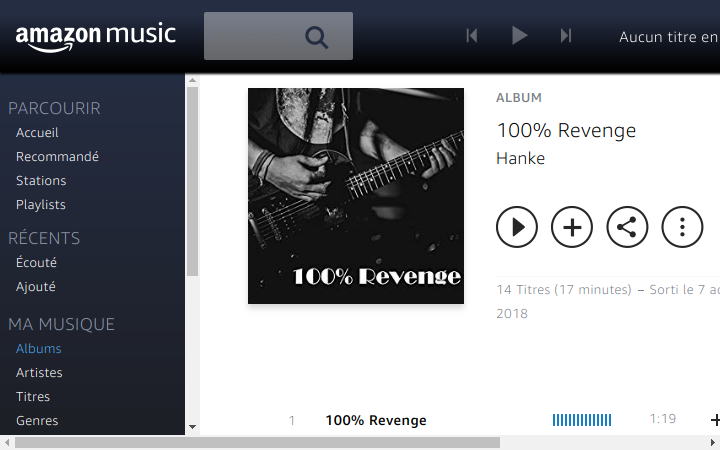 amazon music
Aucun titre en
PARCOURIR
Accueil
Recommandé
Stations
Playlists
RÉCENTS
Écouté
Ajouté
MA MUSIQUE
Albums
Artistes
Titres
Genres
100% Revenge
ALBUM
100% Revenge
Hanke
14 Titres (17 minutes) – Sorti le 7
2018
1 100% Revenge 1:19